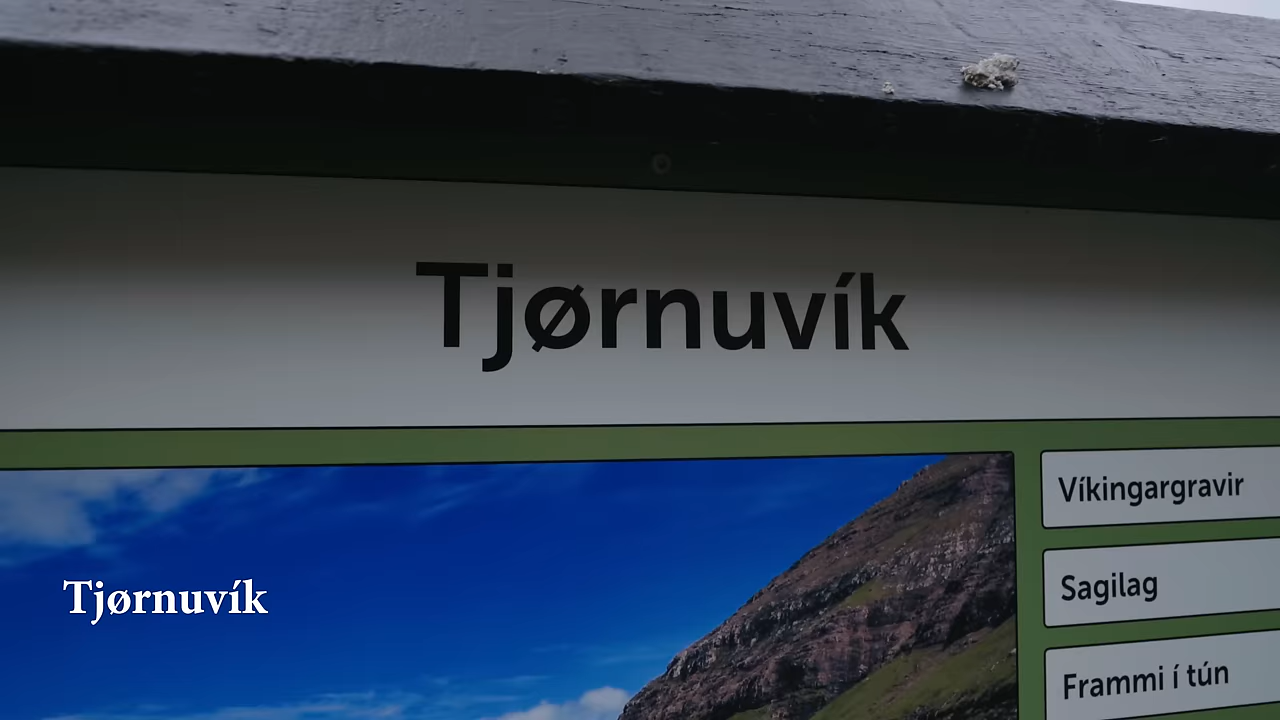 Tjørnuvík
Víkingargravir
Sagilag
Frammi í tún
Tjørnuvík